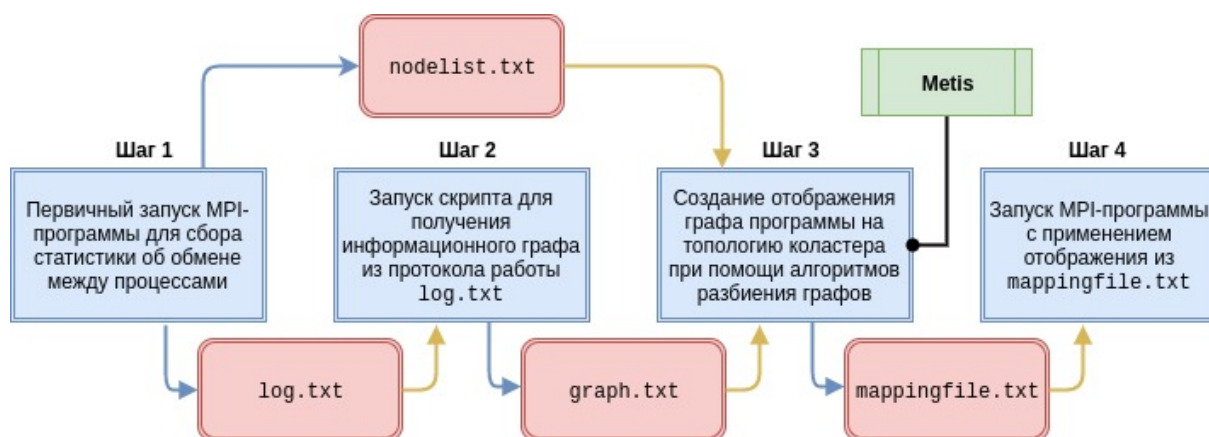 nodelist.txt
Metis
Шаг 1
Шаг 2
Шаг 3
Шаг 4
Первичный запуск MPI-
программы для сбора
статистики об обмене
между процессами
Запуск скрипта для
получения
информационного графа
из протокола работы
log.txt
Создание отображения
графа программы на
топологию коластера
при помощи алгоритмов
разбиения графов
Запуск MPI-программы
с применением
отображения из
mappingfile.txt
log.txt
graph.txt
mappingfile.txt